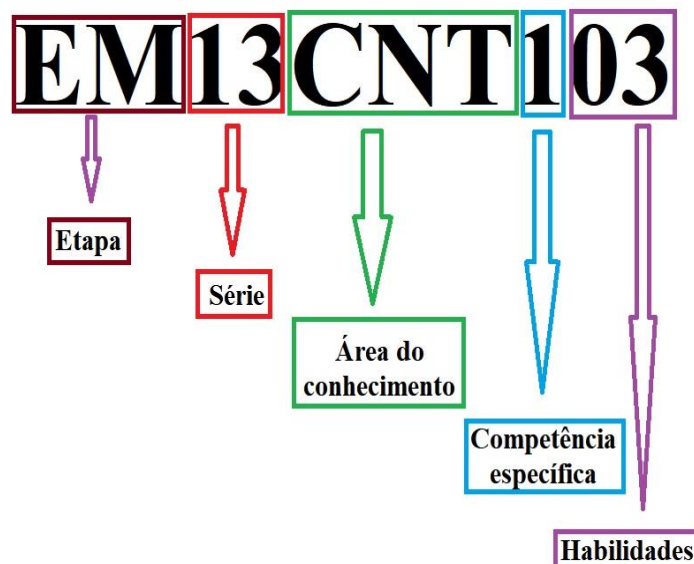 EM13CNT103
Etapa
Série
Área do
conhecimento
Competência
específica
Habilidades